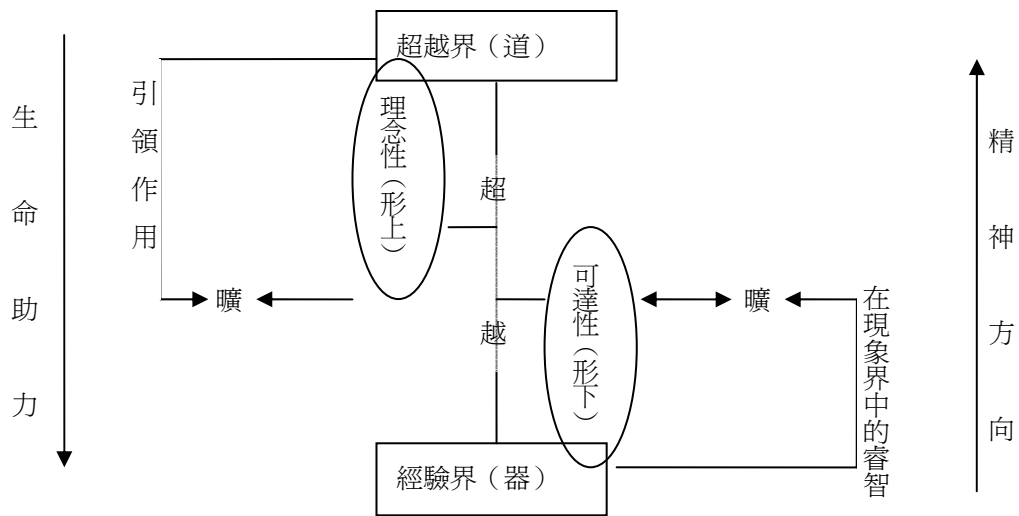 超越界（道）
生命助力
引領作用
理念性（形上）
超越
可達性（形下）
曠
曠
在現象界中的睿智
精神方向
經驗界（器）